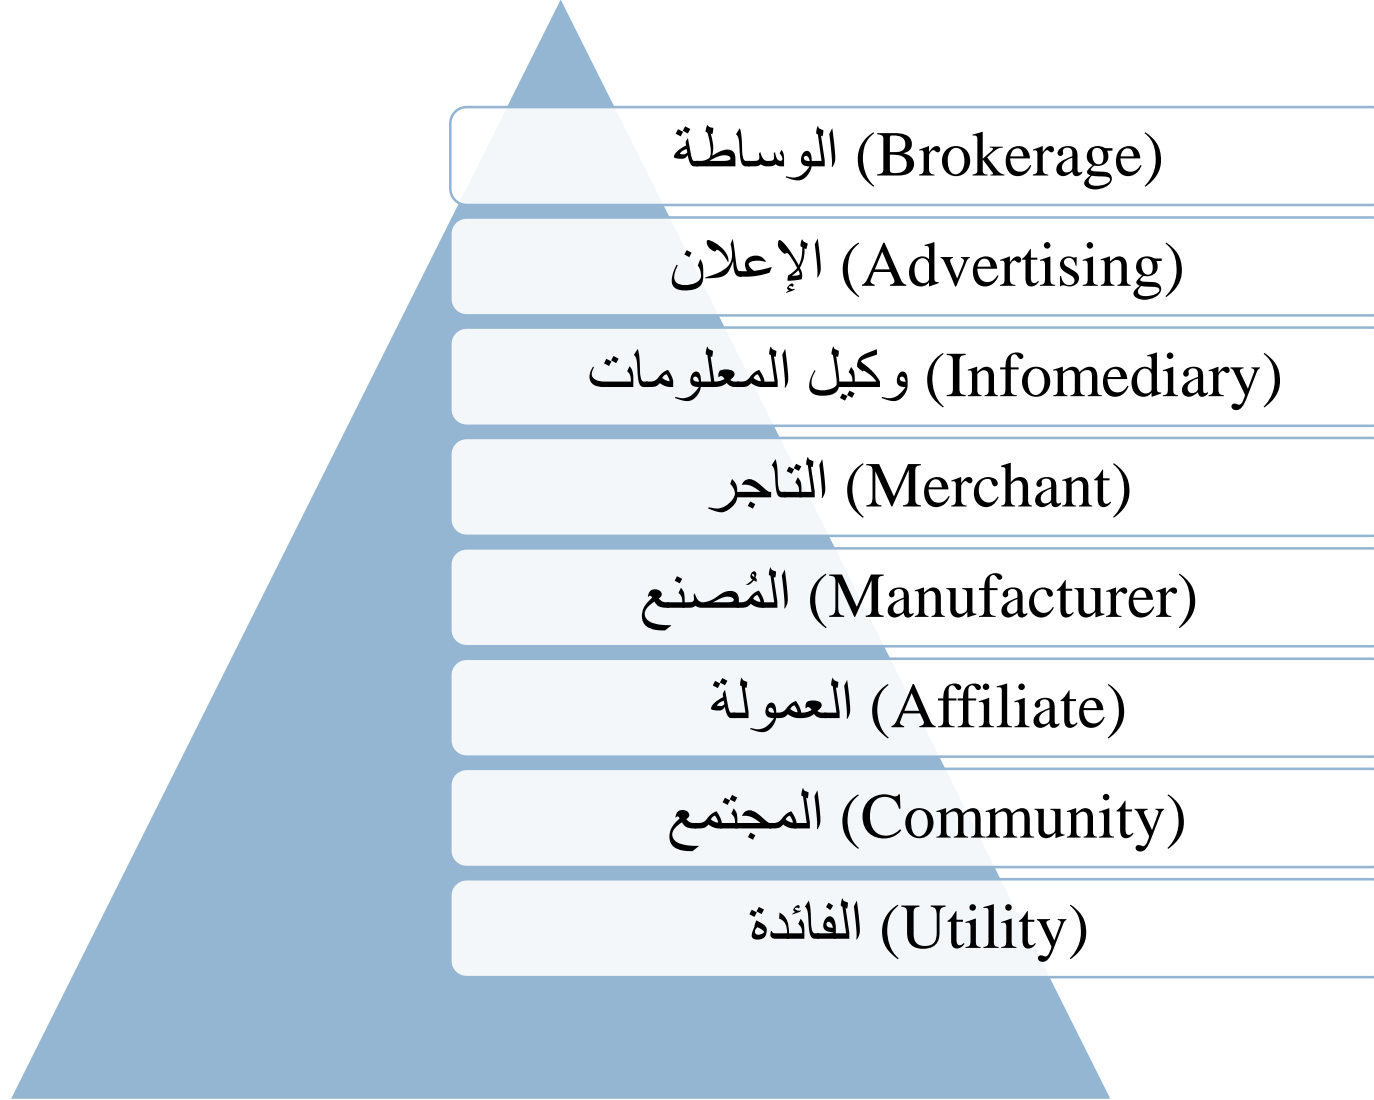 الوساطة (Brokerage)
الإعلان (Advertising)
وكيل المعلومات (Infomediary)
التاجر (Merchant)
المُصنع (Manufacturer)
العمولة (Affiliate)
المجتمع (Community)
الفائدة (Utility)